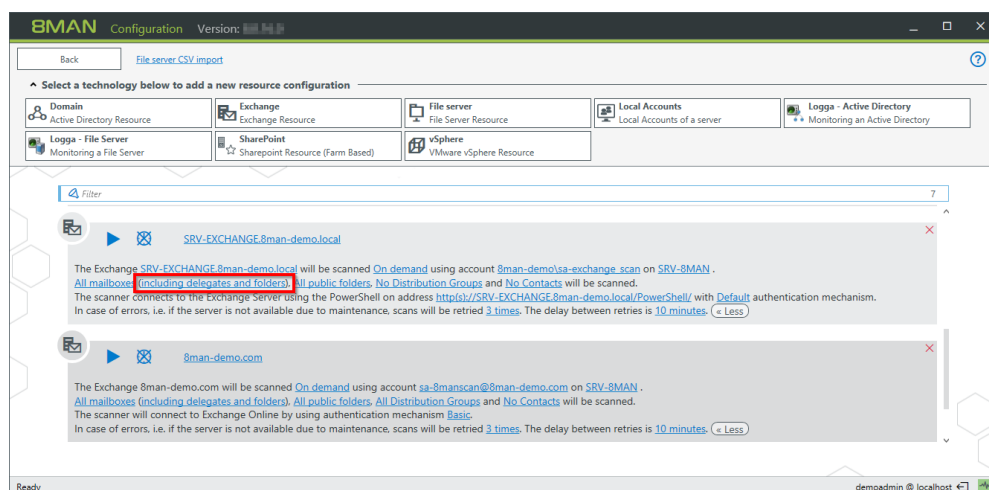 8MAN Configuration Version:
Back File server CSV import
Select a technology below to add a new resource configuration
Domain
Active Directory Resource
Exchange
Exchange Resource
File server
File Server Resource
Local Accounts
Local Accounts of a server
Logga - Active Directory
Monitoring an Active Directory
Logga - File Server
Monitoring a File Server
SharePoint
Sharepoint Resource (Farm Based)
vSphere
VMware vSphere Resource
Filter 7
SRV-EXCHANGE.8man-demo.local
The Exchange SRV-EXCHANGE.8man-demo.local will be scanned On demand using account 8man-demo\sa-exchange scan on SRV-8MAN .
All mailboxes (including delegates and folders), All public folders, No Distribution Groups and No Contacts will be scanned.
The scanner connects to the Exchange Server using the PowerShell on address http(s)://SRV-EXCHANGE.8man-demo.local/PowerShell/ with Default authentication mechanism.
In case of errors, i.e. if the server is not available due to maintenance, scans will be retried 3 times. The delay between retries is 10 minutes. « Less
8man-demo.com
The Exchange 8man-demo.com will be scanned On demand using account sa-8manscan@8man-demo.com on SRV-8MAN .
All mailboxes (including delegates and folders), All public folders, All Distribution Groups and No Contacts will be scanned.
The scanner will connect to Exchange Online by using authentication mechanism Basic.
In case of errors, i.e. if the server is not available due to maintenance, scans will be retried 3 times. The delay between retries is 10 minutes. « Less
Ready demoadmin @ localhost